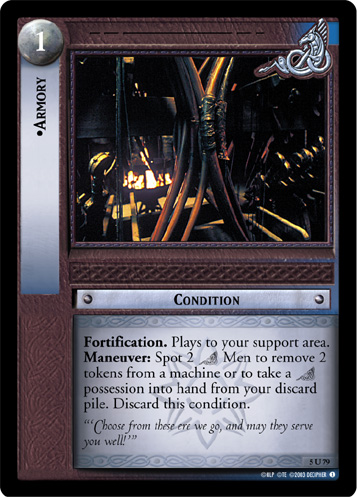 1
•ARMORY
CONDITION
Fortification. Plays to your support area.
Maneuver: Spot 2 Men to remove 2
tokens from a machine or to take a
possession into hand from your discard
pile. Discard this condition.
“‘Choose from these ere we go, and may they serve
you well!’”
5 U 79
©NLP ©TE ©2003 DECIPHER